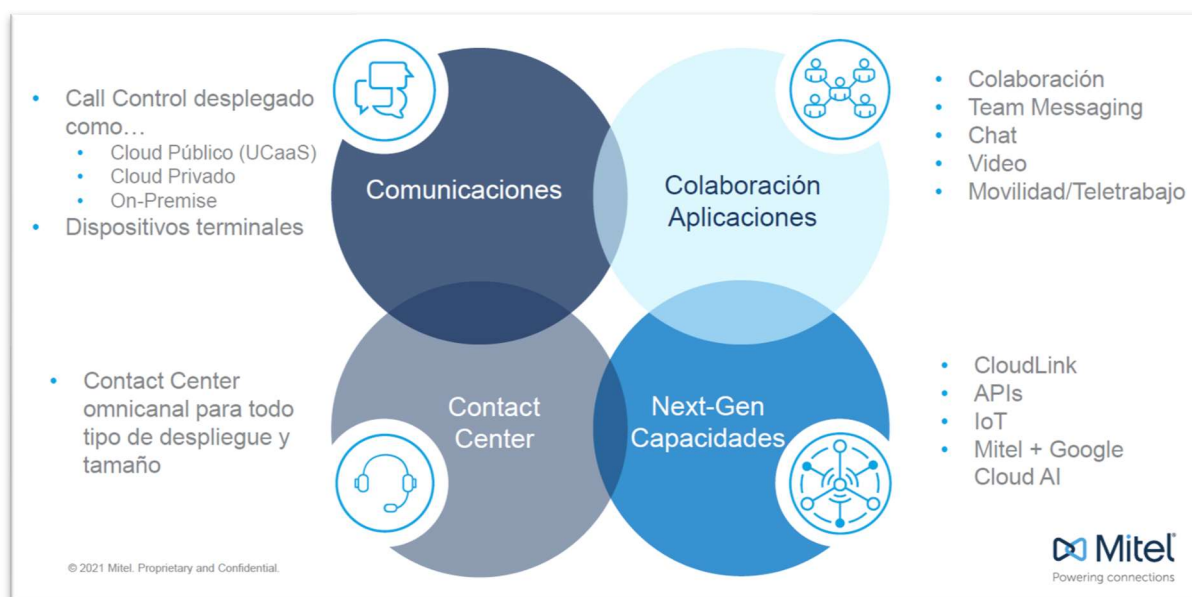 • Call Control desplegado
como…
• Cloud Público (UCaaS)
• Cloud Privado
• On-Premise
• Dispositivos terminales
Comunicaciones
Colaboración
Aplicaciones
• Colaboración
• Team Messaging
• Chat
• Video
• Movilidad/Teletrabajo
• Contact Center
omnicanal para todo
tipo de despliegue y
tamaño
Contact
Center
Next-Gen
Capacidades
• CloudLink
• APIs
• IoT
• Mitel + Google
Cloud AI
© 2021 Mitel. Proprietary and Confidential.
Mitel
Powering connections